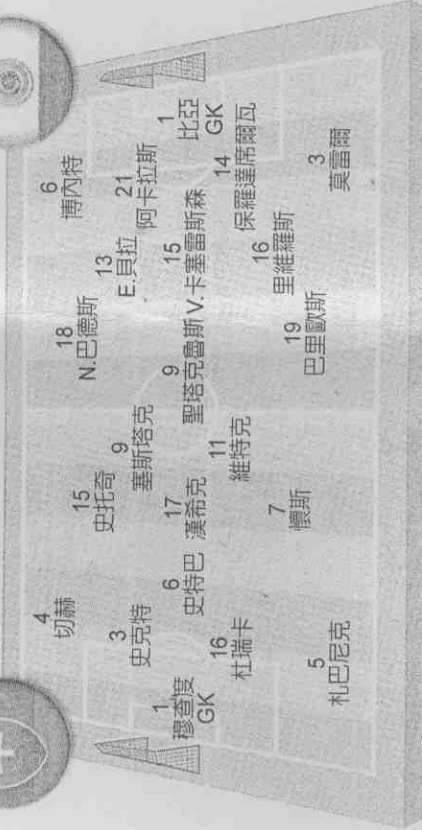 4
切赫
15
史托奇
18
N.巴德斯
6
博內特
3
史克特
9
塞斯塔克
13
E.貝拉
21
阿卡拉斯
1
穆查度
GK
6
史特巴
17
漢希克
9
聖塔克魯斯
15
V.卡塞雷斯森
1
比亞
GK
16
杜瑞卡
11
維特克
14
保羅達席爾瓦
16
里維羅斯
5
札巴尼克
7
懷斯
19
巴里歐斯
3
莫雷爾